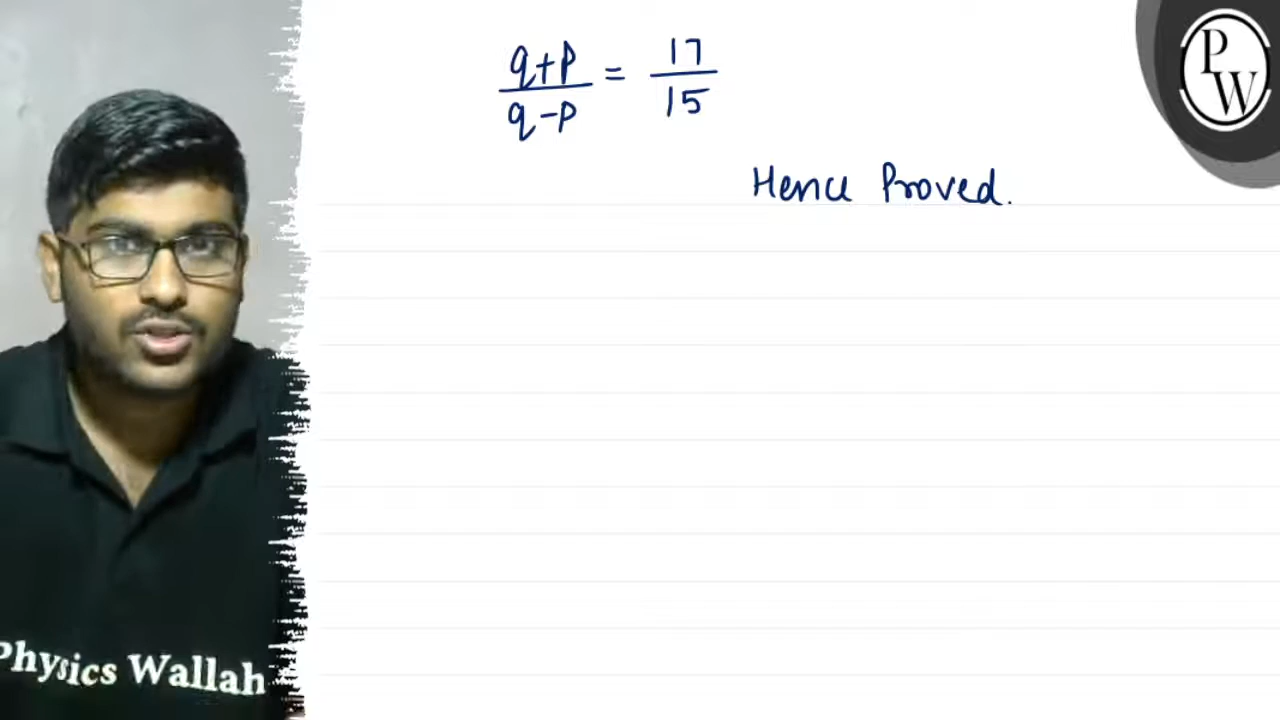 q+p/q-p = 17/15
Hence Proved.
PW
Physics Wallah